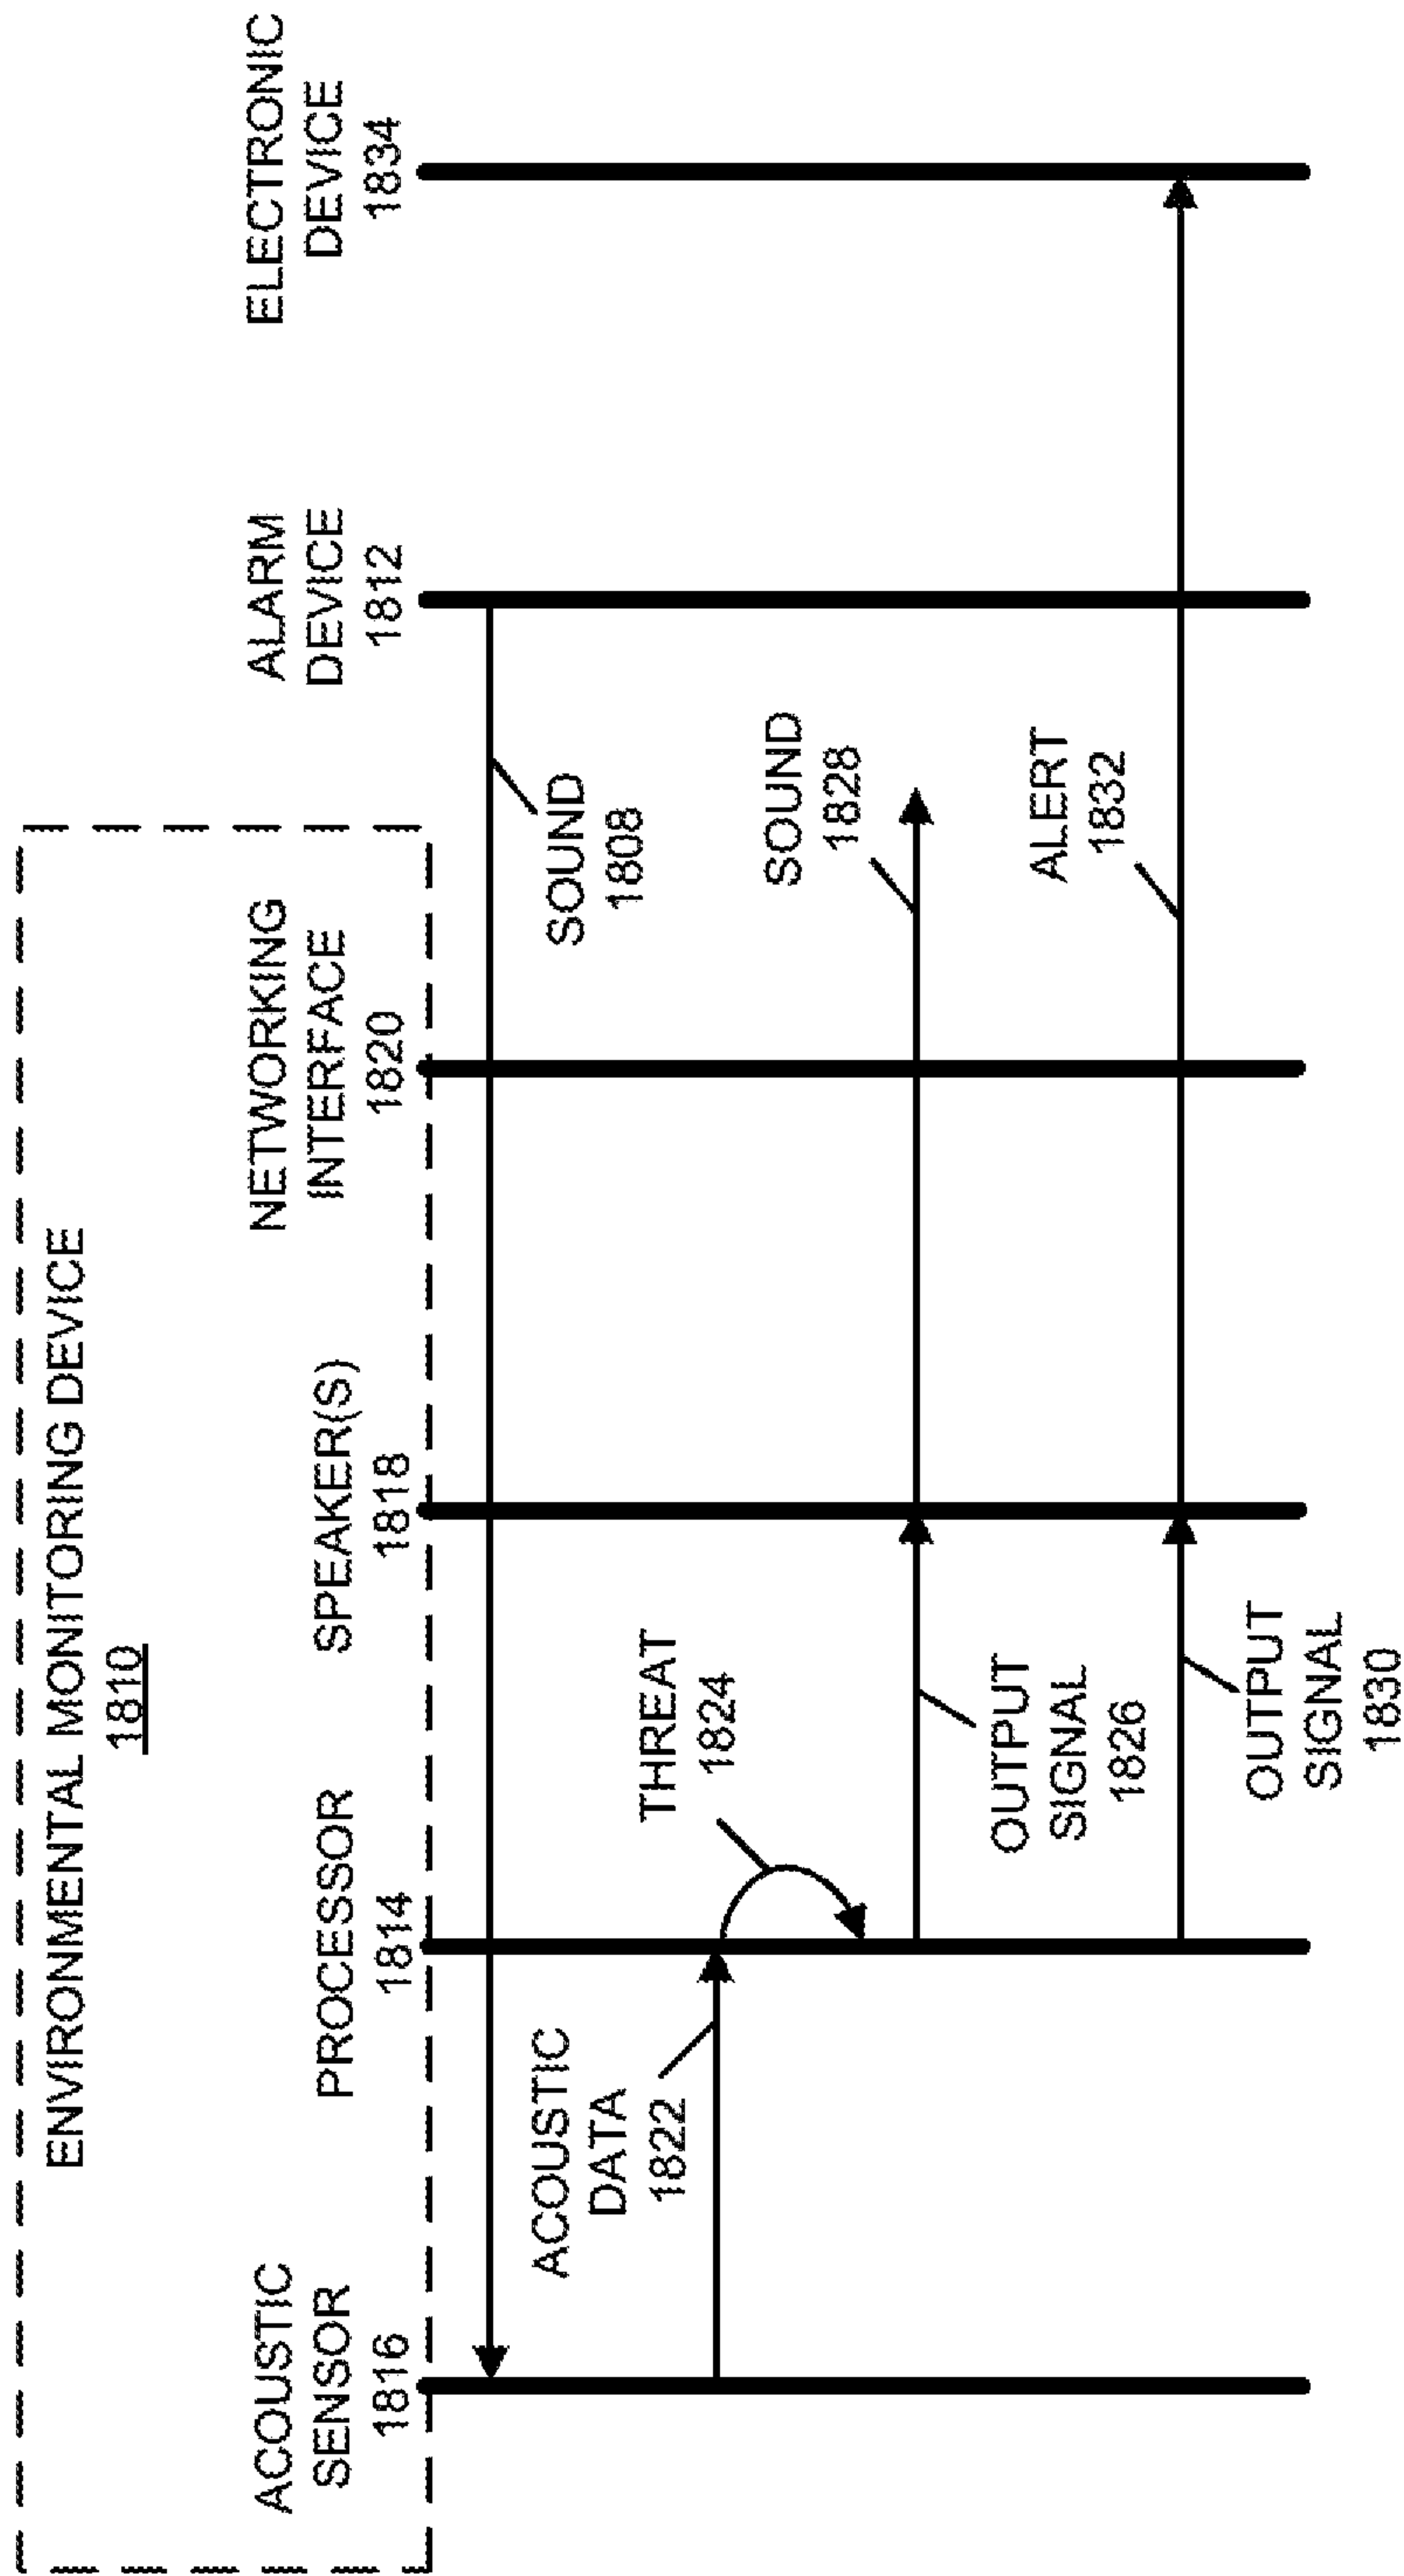 ENVIRONMENTAL MONITORING DEVICE
1810
ACOUSTIC
SENSOR
1816
PROCESSOR
1814
SPEAKER(S)
1818
NETWORKING
INTERFACE
1820
ALARM
DEVICE
1812
ELECTRONIC
DEVICE
1834
SOUND
1808
ACOUSTIC
DATA
1822
THREAT
1824
OUTPUT
SIGNAL
1826
SOUND
1828
OUTPUT
SIGNAL
1830
ALERT
1832